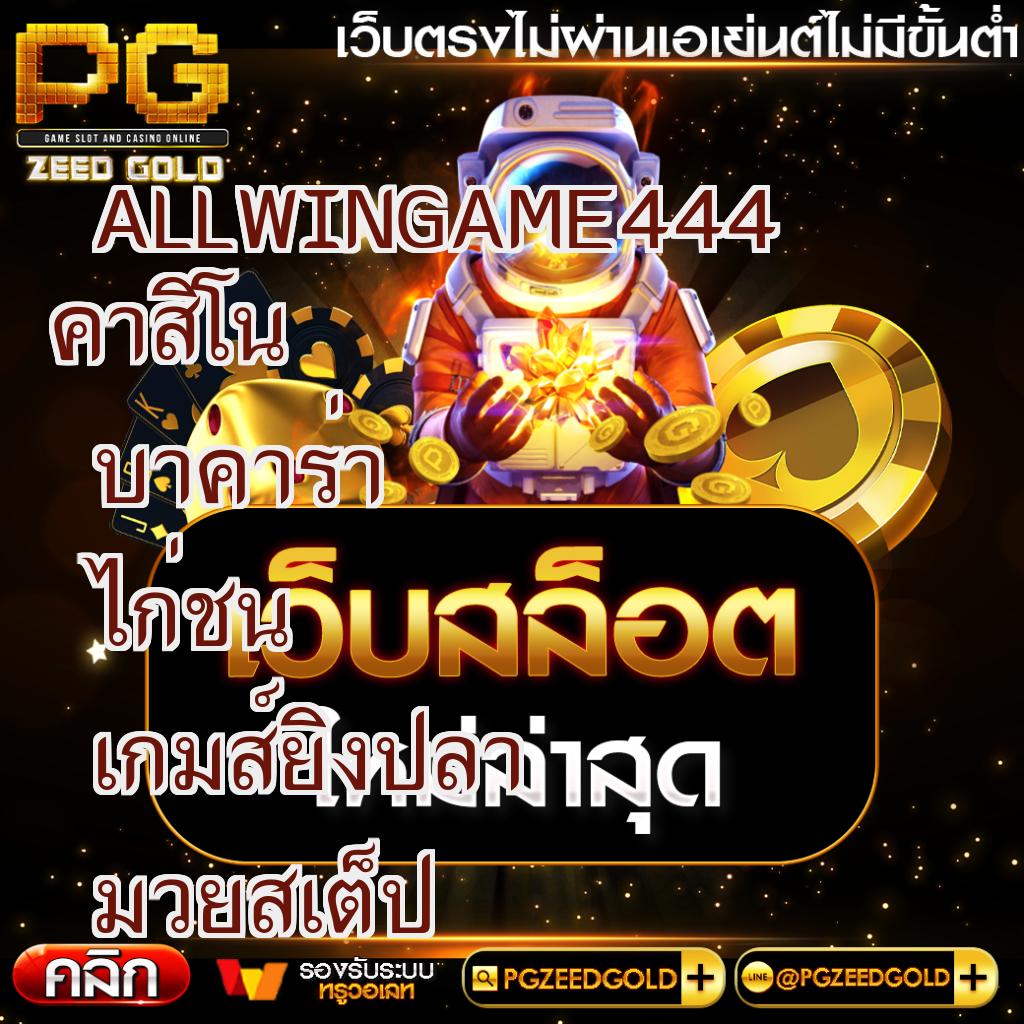 เว็บตรงไม่ผ่านเอเย่นต์ไม่มีขั้นต่ำ
PG
GAME SLOT AND CASINO ONLINE
ZEED GOLD
ALLWINGAME444
คาสิโน
บาคาร่า
ไก่ชน
เว็บสล็อต
เกมส์ยิงปลา
ใหม่ล่าสุด
มวยสเต็ป
คลิก
รองรับระบบ
ทรูวอเลท
PGZEEDGOLD +
LINE @PGZEEDGOLD +